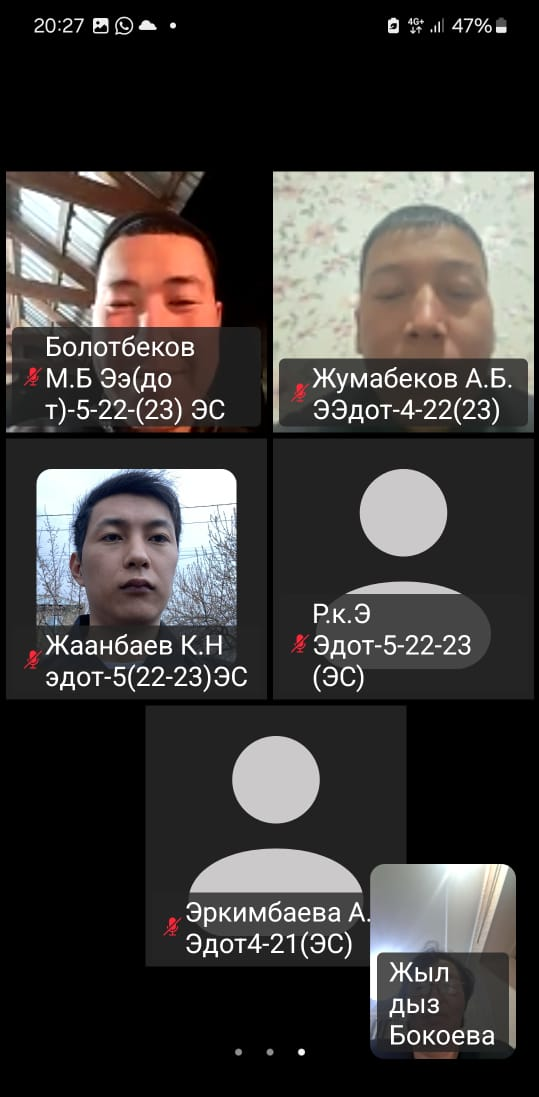 20:27
4G+
47%
Болотбеков
М.Б Ээ(до
т)-5-22-(23) ЭС
Жумабеков А.Б.
ЭЭдот-4-22(23)
Жаанбаев К.Н
эдот-5(22-23)ЭС
Р.к.Э
Эдот-5-22-23
(ЭС)
Эркимбаева А.
Эдот4-21(ЭС)
Жыл
дыз
Бокоева